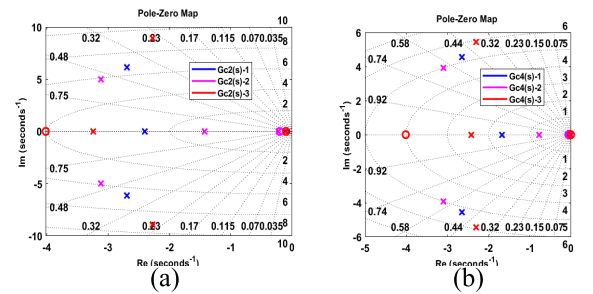 Pole-Zero Map
10
10
0.32 0.23 0.17 0.115 0.070 0.035
8
0.48
6
5
4
0.75
2
0
0.75
2
4
-5
0.48
6
0.32 0.23 0.17 0.115 0.070 0.035
8
-10
10
-4 -3 -2 -1 0
Im (seconds-1)
Re (seconds-1)
Gc2(s)-1
Gc2(s)-2
Gc2(s)-3
(a)
Pole-Zero Map
6
6
0.58 0.44 0.32 0.23 0.15 0.075
5
0.74
4
4
3
0.92
2
2
1
0
1
-2
0.92
2
3
-4
0.74
4
5
0.58 0.44 0.32 0.23 0.15 0.075
-6
6
-5 -4 -3 -2 -1 0
Im (seconds-1)
Re (seconds-1)
Gc4(s)-1
Gc4(s)-2
Gc4(s)-3
(b)